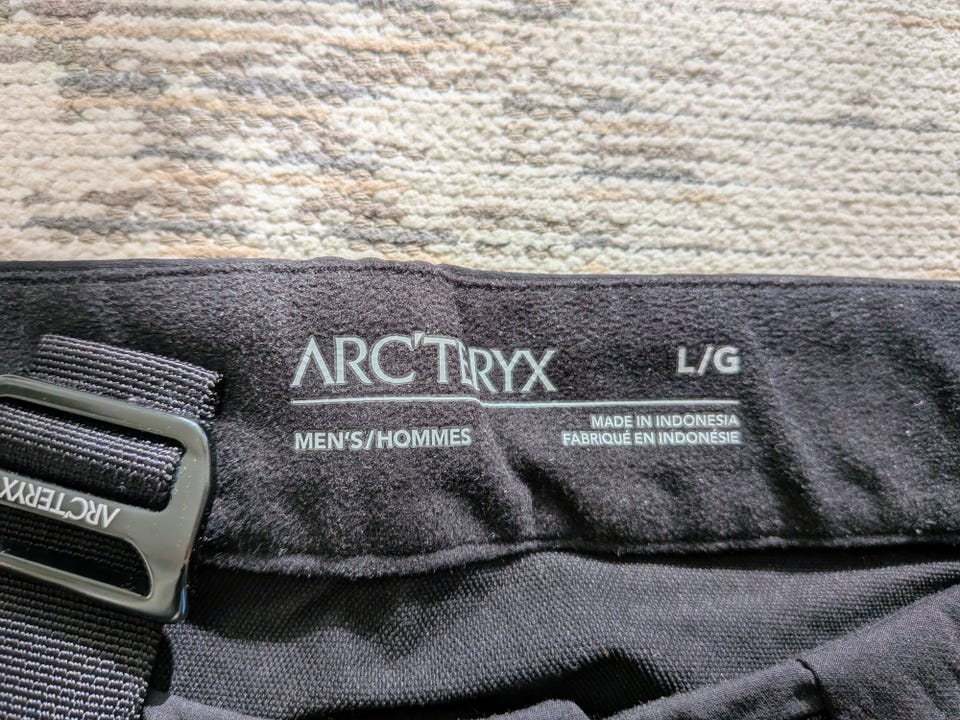 ARC'TERYX
L/G
MEN'S/HOMMES
MADE IN INDONESIA
FABRIQUÉ EN INDONÉSIE
ARC'TERYX